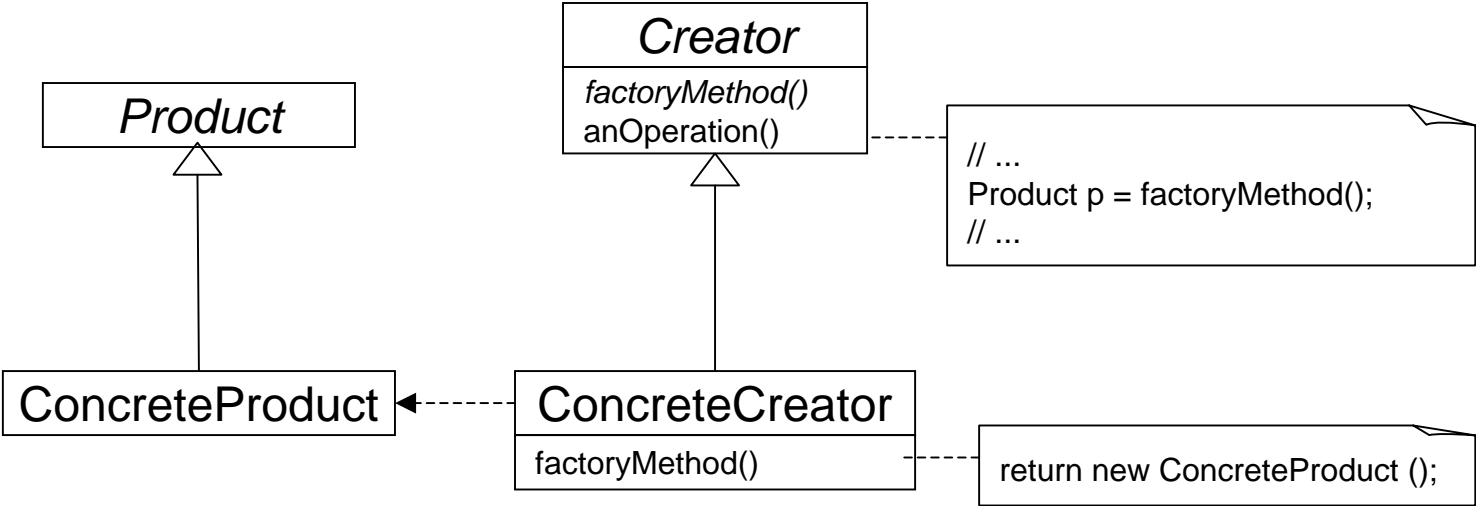 Creator
factoryMethod()
anOperation()
Product
// ...
Product p = factoryMethod();
// ...
ConcreteProduct
ConcreteCreator
factoryMethod()
return new ConcreteProduct ();